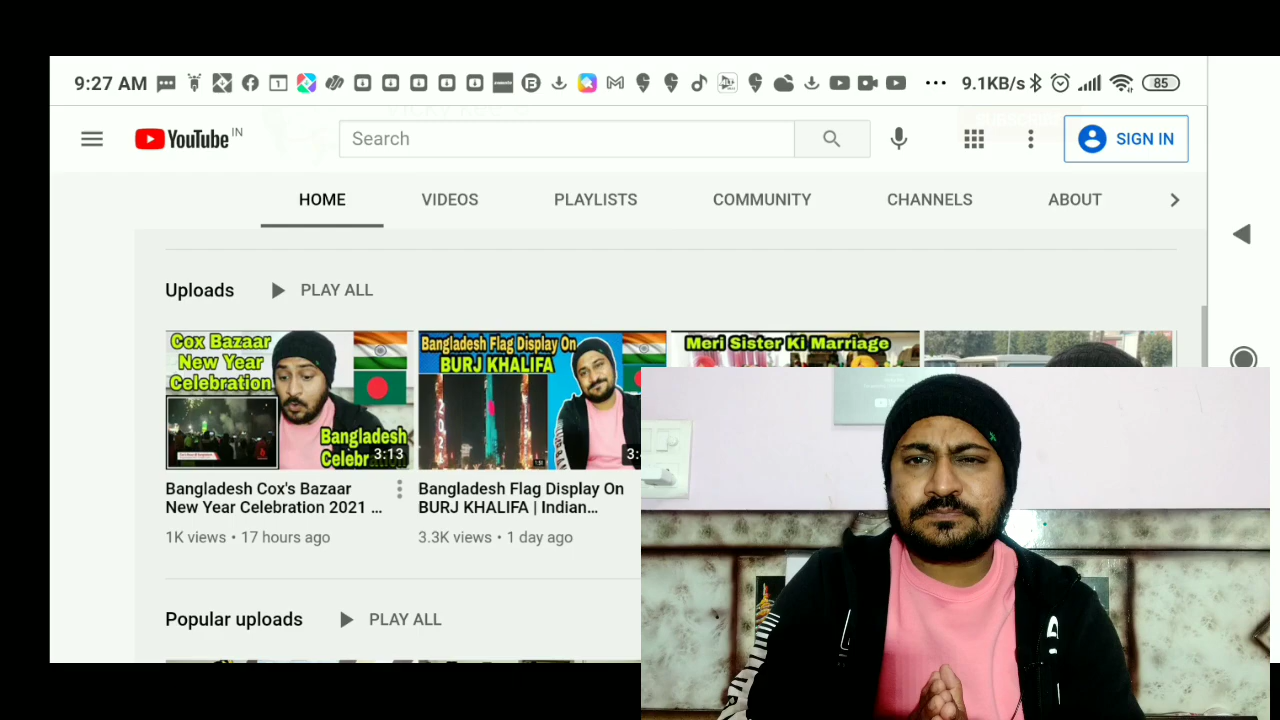 9:27 AM
9.1KB/s
85
YouTube IN
Search
SIGN IN
HOME
VIDEOS
PLAYLISTS
COMMUNITY
CHANNELS
ABOUT
Uploads
PLAY ALL
Cox Bazaar
New Year
Celebration
Bangladesh
3:13
Bangladesh Flag Display On
BURJ KHALIFA
Meri Sister Ki Marriage
Bangladesh Cox's Bazaar
New Year Celebration 2021 ...
1K views • 17 hours ago
Bangladesh Flag Display On
BURJ KHALIFA | Indian...
3.3K views • 1 day ago
Popular uploads
PLAY ALL